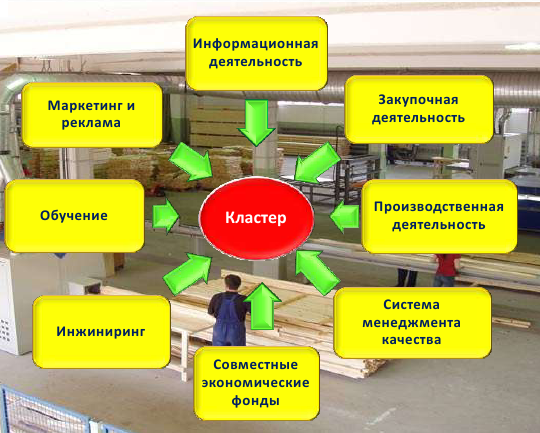 Информационная
деятельность
Маркетинг и
реклама
Закупочная
деятельность
Обучение
Кластер
Производственная
деятельность
Инжиниринг
Система
менеджмента
качества
Совместные
экономические
фонды